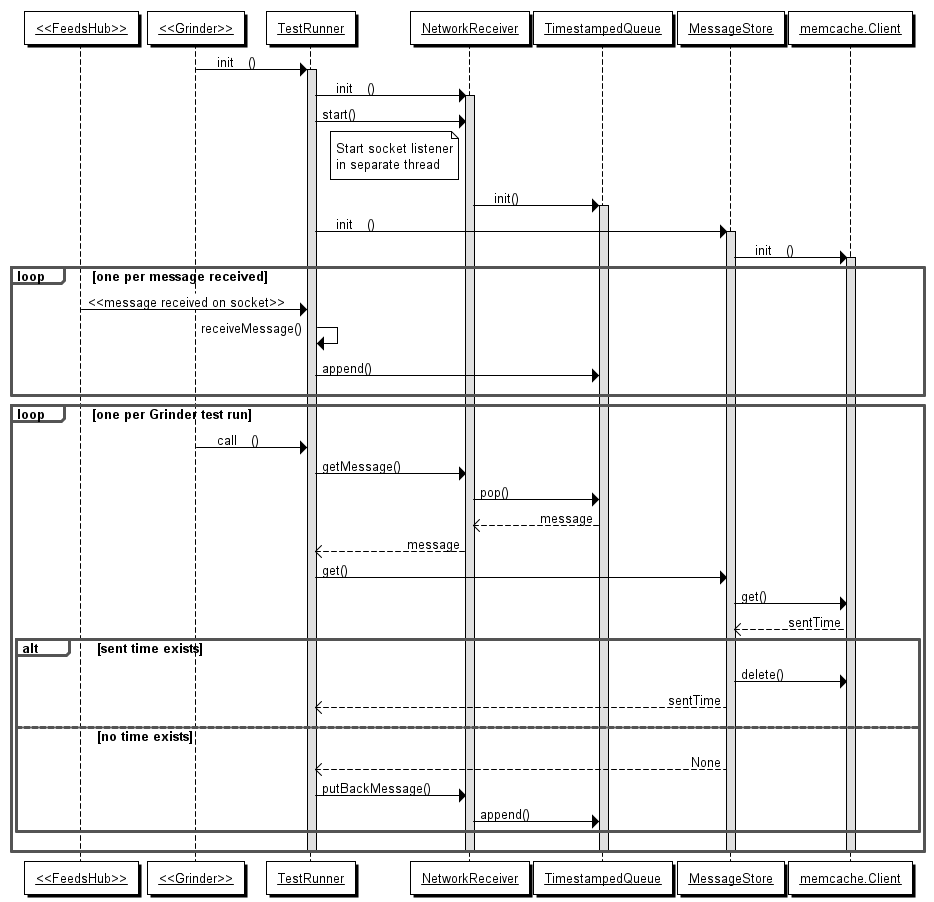 <<FeedsHub>> <<Grinder>> TestRunner NetworkReceiver TimestampedQueue MessageStore memcache.Client
init ()
init ()
start()
Start socket listener
in separate thread
init()
init ()
init ()
loop [one per message received]
<<message received on socket>>
receiveMessage()
append()
loop [one per Grinder test run]
call ()
getMessage()
pop()
message
message
get()
get()
sentTime
alt [sent time exists]
delete()
sentTime
[no time exists]
None
putBackMessage()
append()
<<FeedsHub>> <<Grinder>> TestRunner NetworkReceiver TimestampedQueue MessageStore memcache.Client